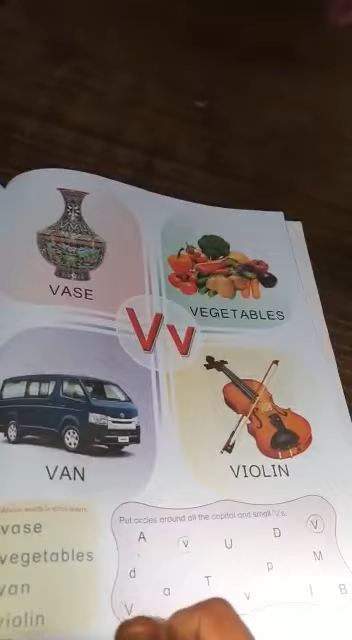 VASE
VEGETABLES
Vv
VAN
VIOLIN
vase
vegetables
van
violin
Put circles around all the capital and small "v"s.
A v U D V
d a T p M
V v I B